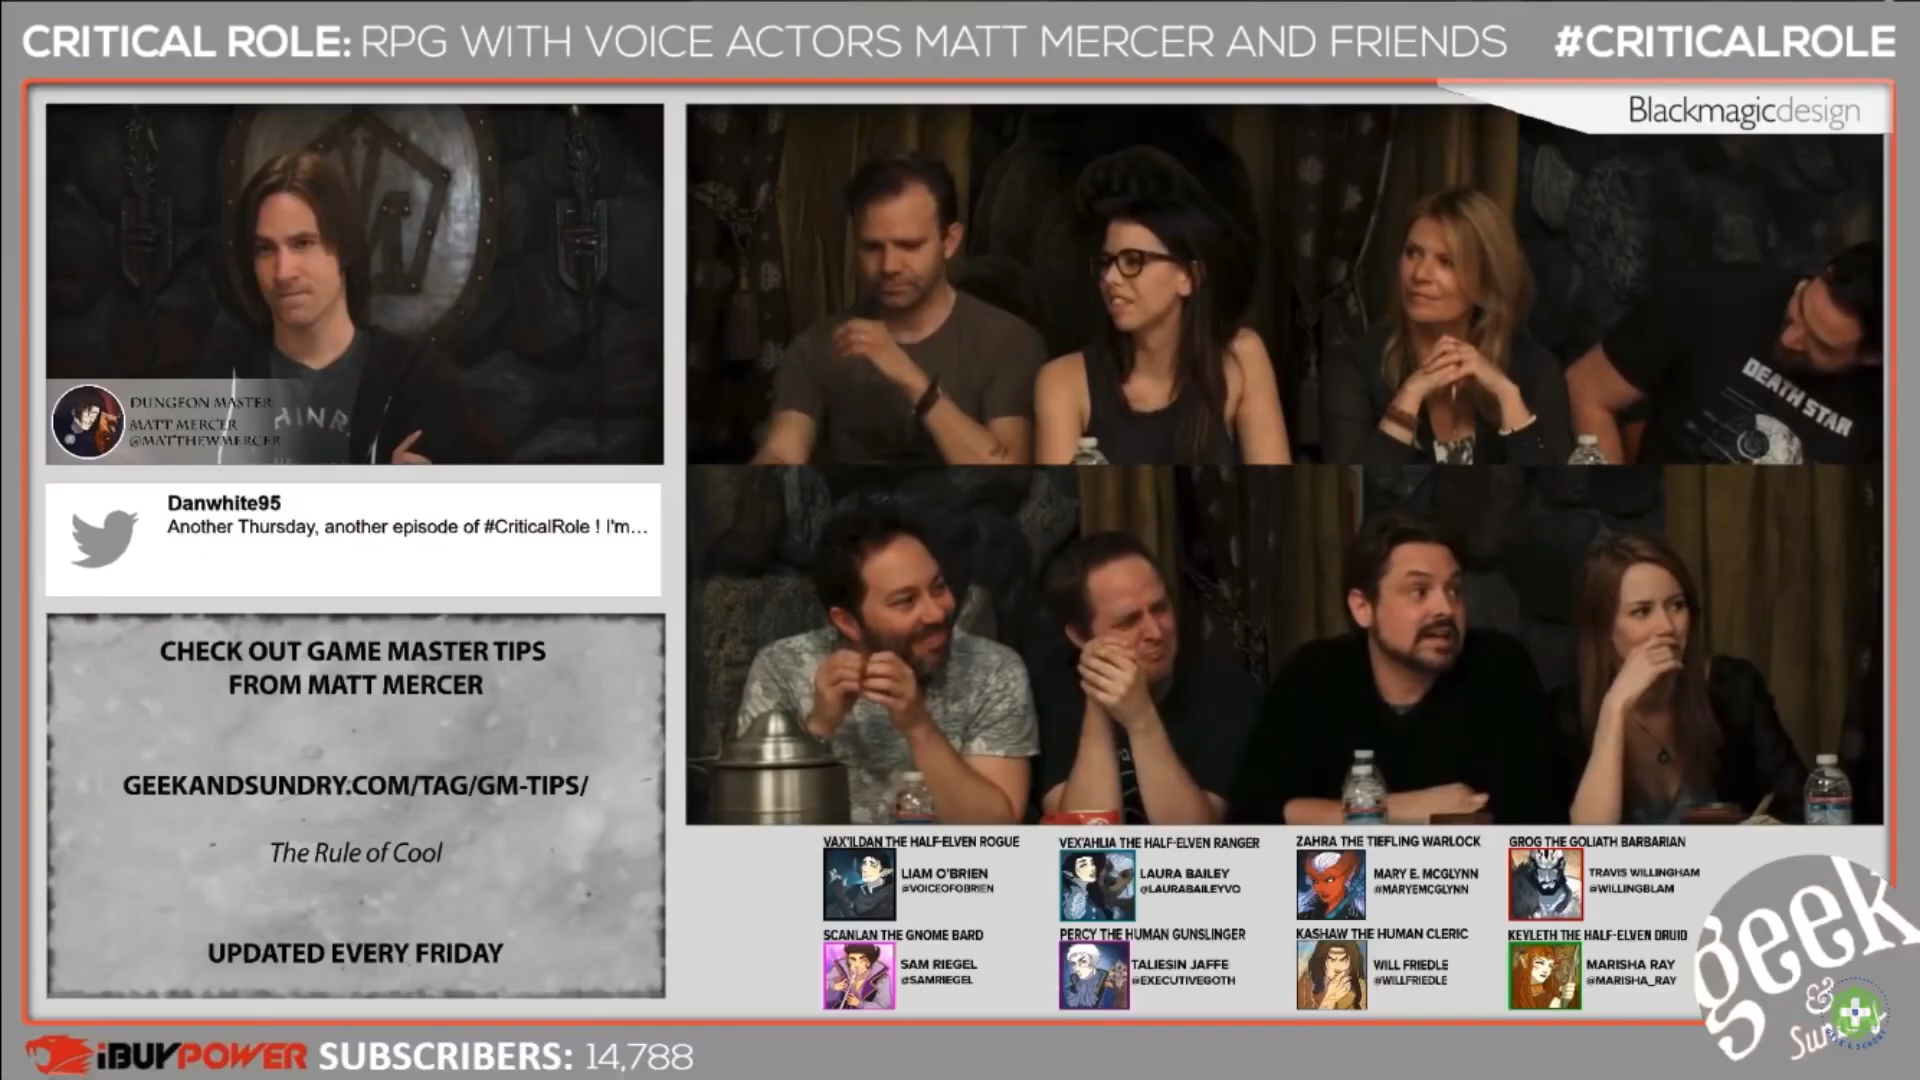 CRITICAL ROLE: RPG WITH VOICE ACTORS MATT MERCER AND FRIENDS #CRITICALROLE
Blackmagicdesign
DEATH STAR
DUNGEON MASTER
MATT MERCER
@MATTHEWMERCER
Danwhite95
Another Thursday, another episode of #CriticalRole ! I'm...
CHECK OUT GAME MASTER TIPS
FROM MATT MERCER
GEEKANDSUNDRY.COM/TAG/GM-TIPS/
The Rule of Cool
UPDATED EVERY FRIDAY
VAX'ILDAN THE HALF-ELVEN ROGUE
LIAM O'BRIEN
@VOICEOFOBRIEN
VEX'AHLIA THE HALF-ELVEN RANGER
LAURA BAILEY
@LAURABAILEYVO
ZAHRA THE TIEFLING WARLOCK
MARY E. MCGLYNN
@MARYEMCGLYNN
GROG THE GOLIATH BARBARIAN
TRAVIS WILLINGHAM
@WILLINGBLAM
SCANLAN THE GNOME BARD
SAM RIEGEL
@SAMRIEGEL
PERCY THE HUMAN GUNSLINGER
TALIESIN JAFFE
@EXECUTIVEGOTH
KASHAW THE HUMAN CLERIC
WILL FRIEDLE
@WILLFRIEDLE
KEYLETH THE HALF-ELVEN DRUID
MARISHA RAY
@MARISHA_RAY
geek
&
iBUYPOWER SUBSCRIBERS: 14,788